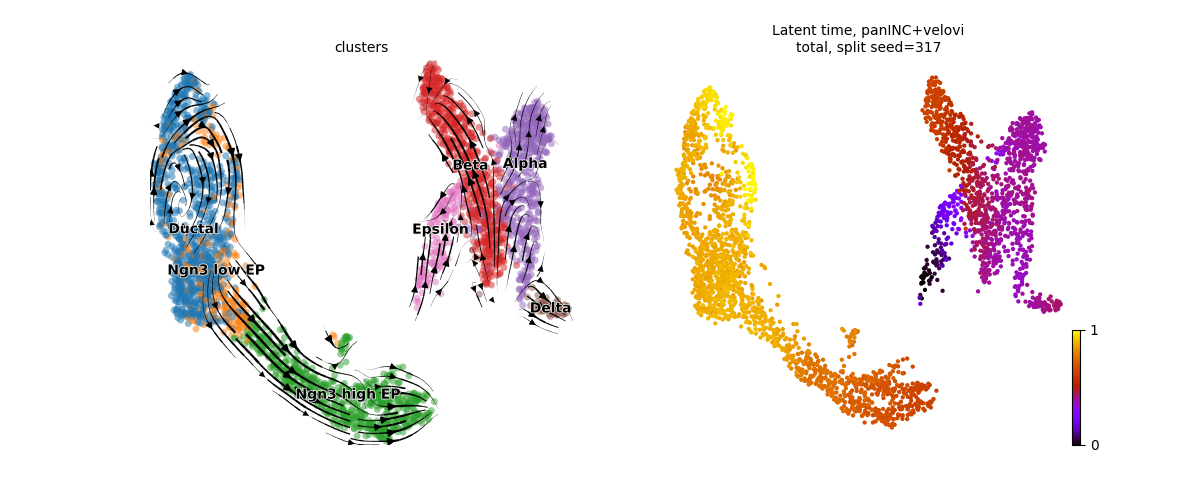 clusters
Beta
Alpha
Epsilon
Ductal
Ngn3 low EP
Delta
Ngn3 high EP
Latent time, panINC+velovi
total, split seed=317
1
0